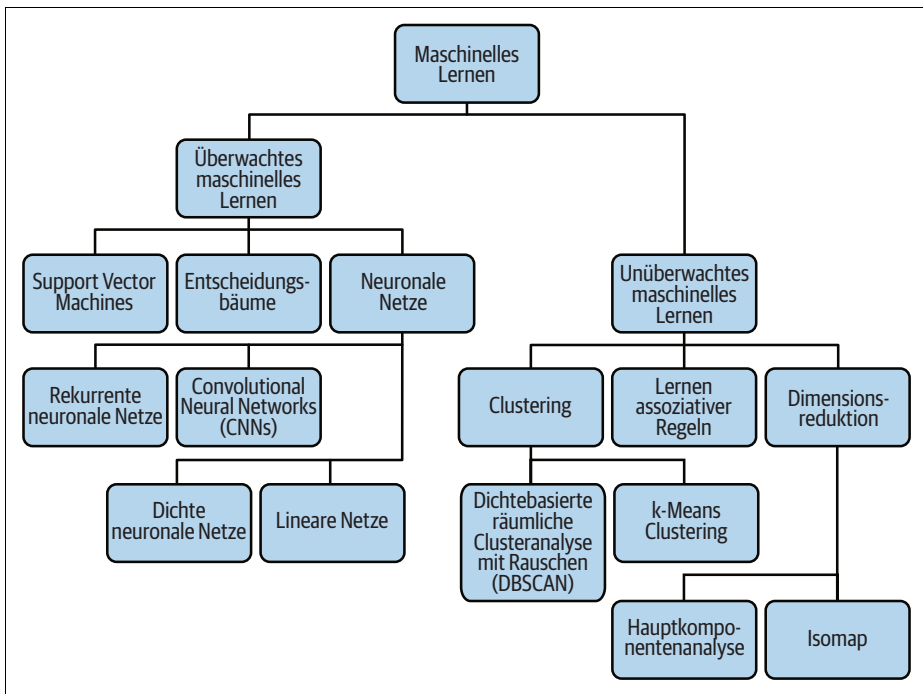 Maschinelles
Lernen
Überwachtes
maschinelles
Lernen
Support Vector
Machines
Entscheidungs-
bäume
Neuronale
Netze
Unüberwachtes
maschinelles
Lernen
Rekurrente
neuronale Netze
Convolutional
Neural Networks
(CNNs)
Clustering
Lernen
assoziativer
Regeln
Dimensions-
reduktion
Dichte
neuronale Netze
Lineare Netze
Dichtebasierte
räumliche
Clusteranalyse
mit Rauschen
(DBSCAN)
k-Means
Clustering
Hauptkompo-
nentenanalyse
Isomap